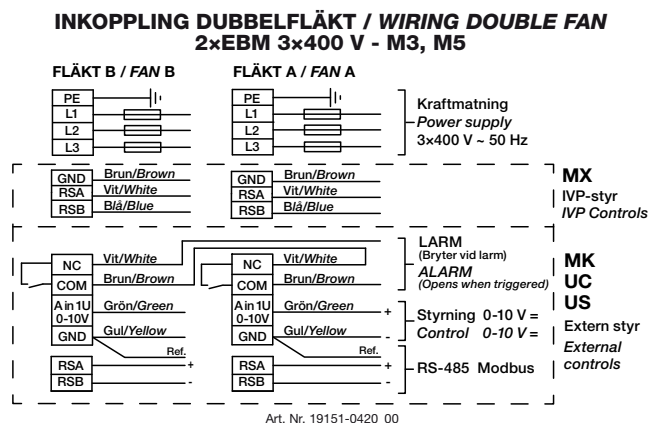 INKOPPLING DUBBELFLÄKT / WIRING DOUBLE FAN
2×EBM 3×400 V - M3, M5
FLÄKT B / FAN B
FLÄKT A / FAN A
PE
L1
L2
L3
PE
L1
L2
L3
Kraftmatning
Power supply
3×400 V ~ 50 Hz
GND Brun/Brown
RSA Vit/White
RSB Blå/Blue
GND Brun/Brown
RSA Vit/White
RSB Blå/Blue
MX
IVP-styr
IVP Controls
NC Vit/White
COM Brun/Brown
A in 1U Grön/Green
0-10V
GND Gul/Yellow
Ref.
RSA +
RSB -
NC Vit/White
COM Brun/Brown
A in 1U Grön/Green +
0-10V
GND Gul/Yellow -
Ref.
RSA +
RSB -
LARM
(Bryter vid larm)
ALARM
(Opens when triggered)
Styrning 0-10 V =
Control 0-10 V =
RS-485 Modbus
MK
UC
US
Extern styr
External
controls
Art. Nr. 19151-0420_00